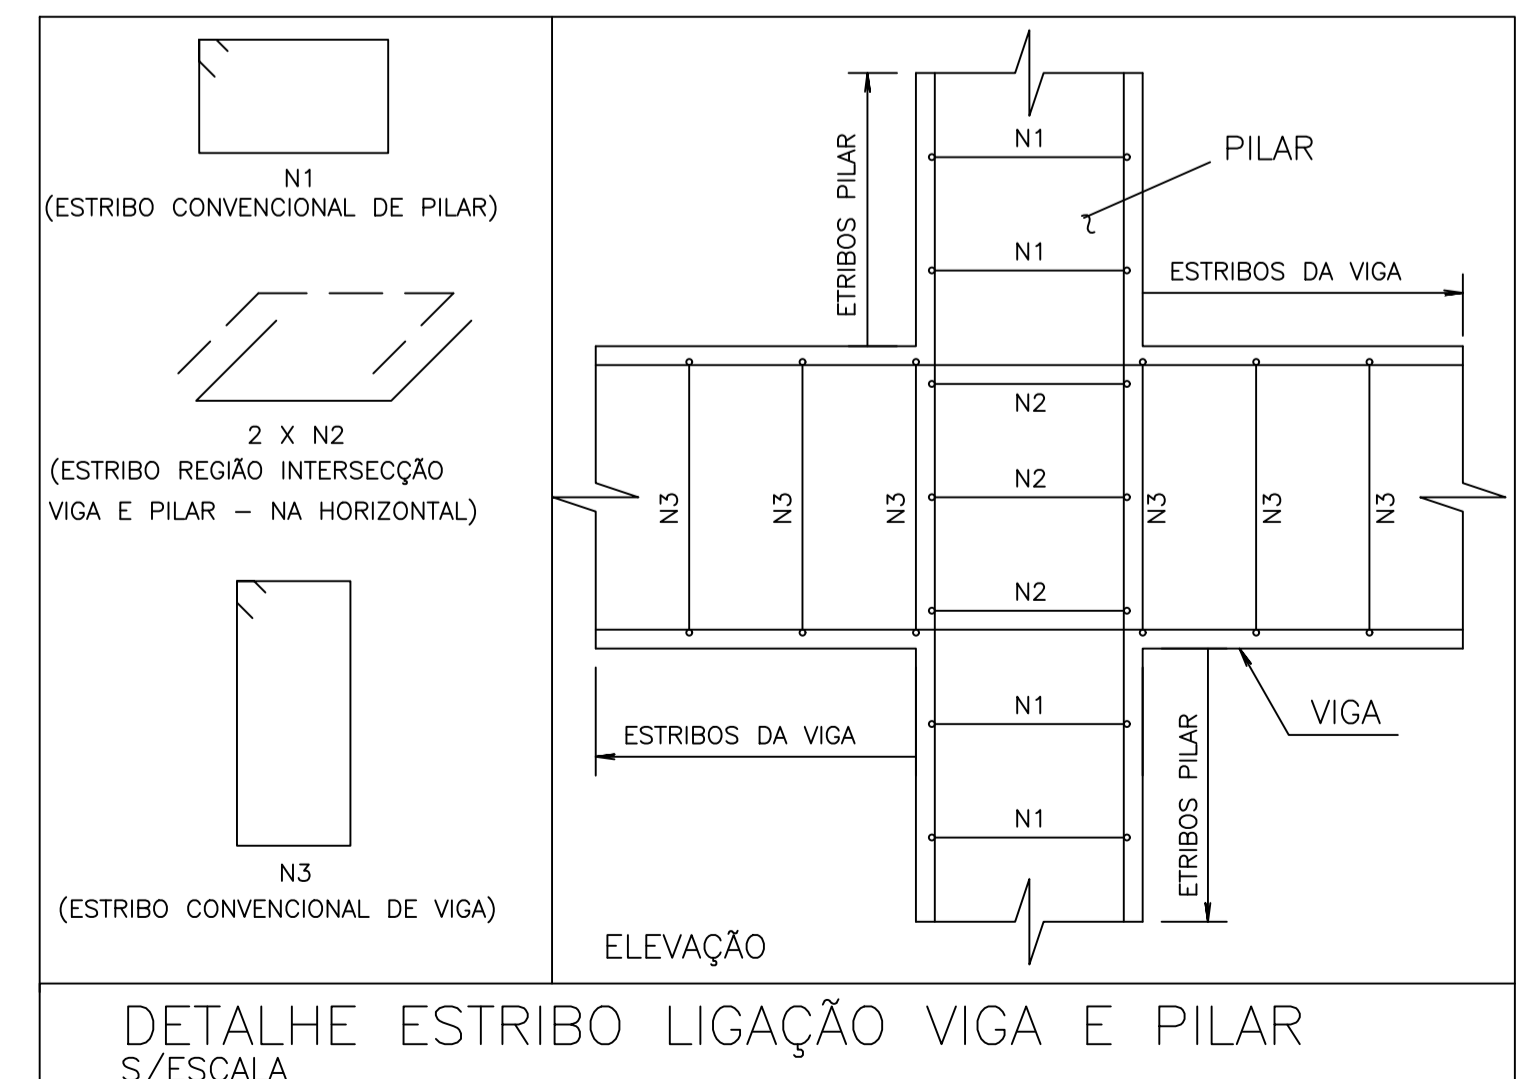 N1
(ESTRIBO CONVENCIONAL DE PILAR)
2 X N2
(ESTRIBO REGIÃO INTERSECÇÃO
VIGA E PILAR – NA HORIZONTAL)
N3
(ESTRIBO CONVENCIONAL DE VIGA)
ETRIBOS PILAR
N1
PILAR
N1
ESTRIBOS DA VIGA
N2
N3
N3
N3
N2
N3
N3
N3
N2
N1
ESTRIBOS DA VIGA
VIGA
ETRIBOS PILAR
N1
ELEVAÇÃO
DETALHE ESTRIBO LIGAÇÃO VIGA E PILAR
S/ESCALA